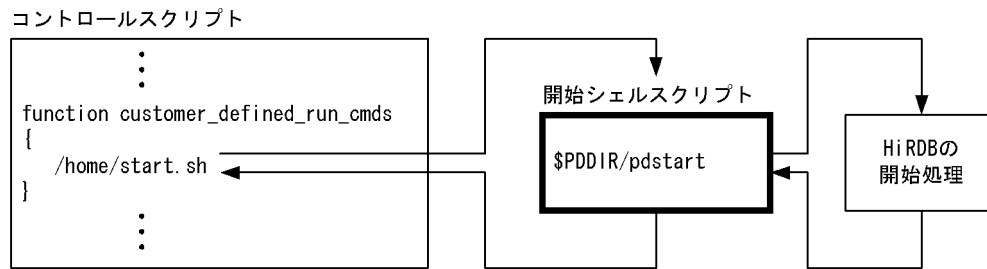 コントロールスクリプト
function customer_defined_run_cmds
{
/home/start.sh
}
開始シェルスクリプト
$PDDIR/pdstart
HiRDBの
開始処理